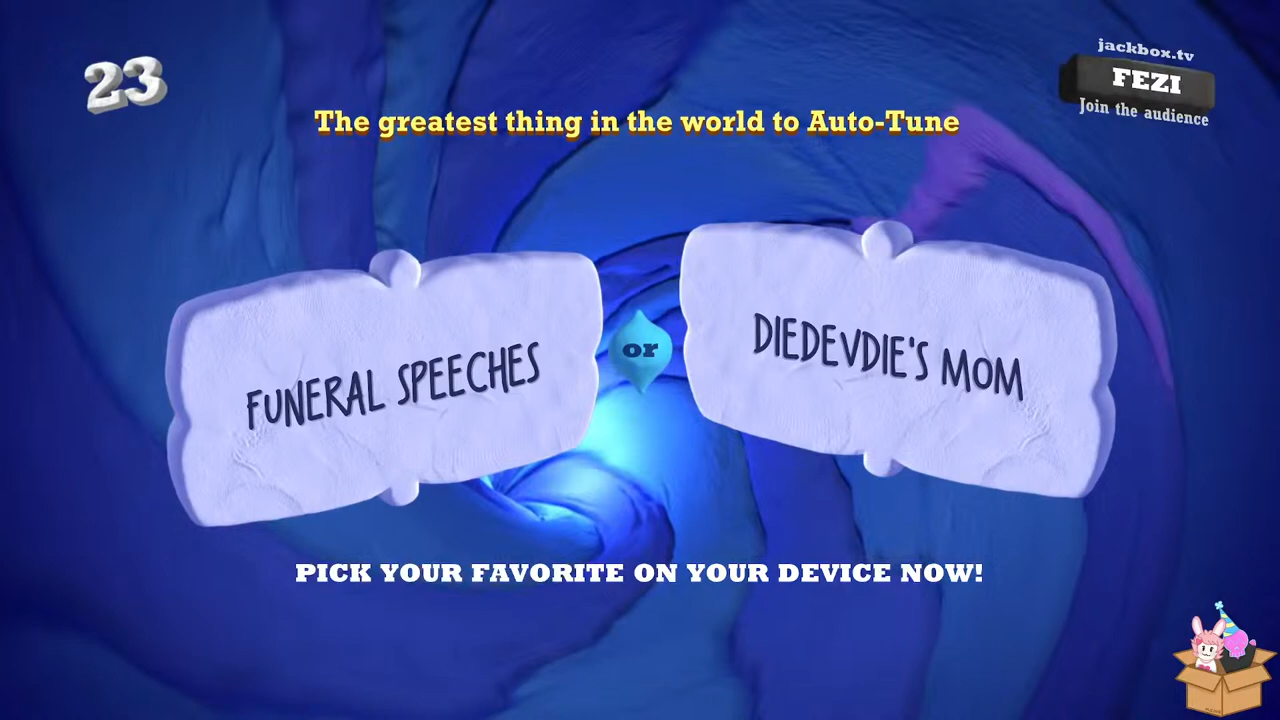 23
jackbox.tv
FEZI
Join the audience
The greatest thing in the world to Auto-Tune
FUNERAL SPEECHES
or
DIEDEVDIE'S MOM
PICK YOUR FAVORITE ON YOUR DEVICE NOW!